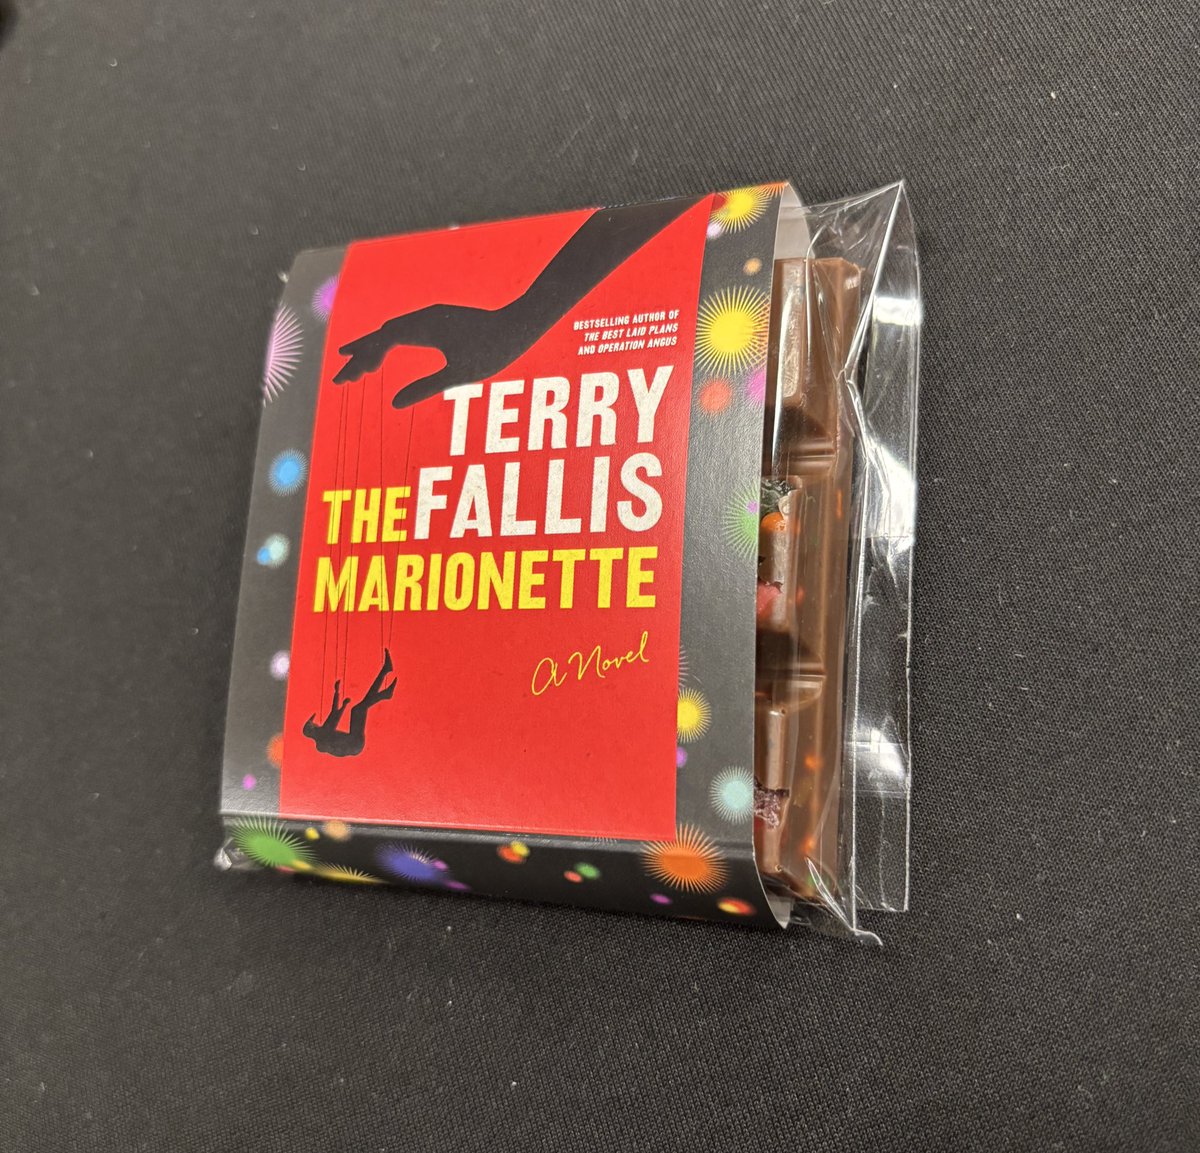 BESTSELLING AUTHOR OF
THE BEST LAID PLANS
AND OPERATION ANGUS
TERRY
FALLIS
THE
MARIONETTE
A Novel